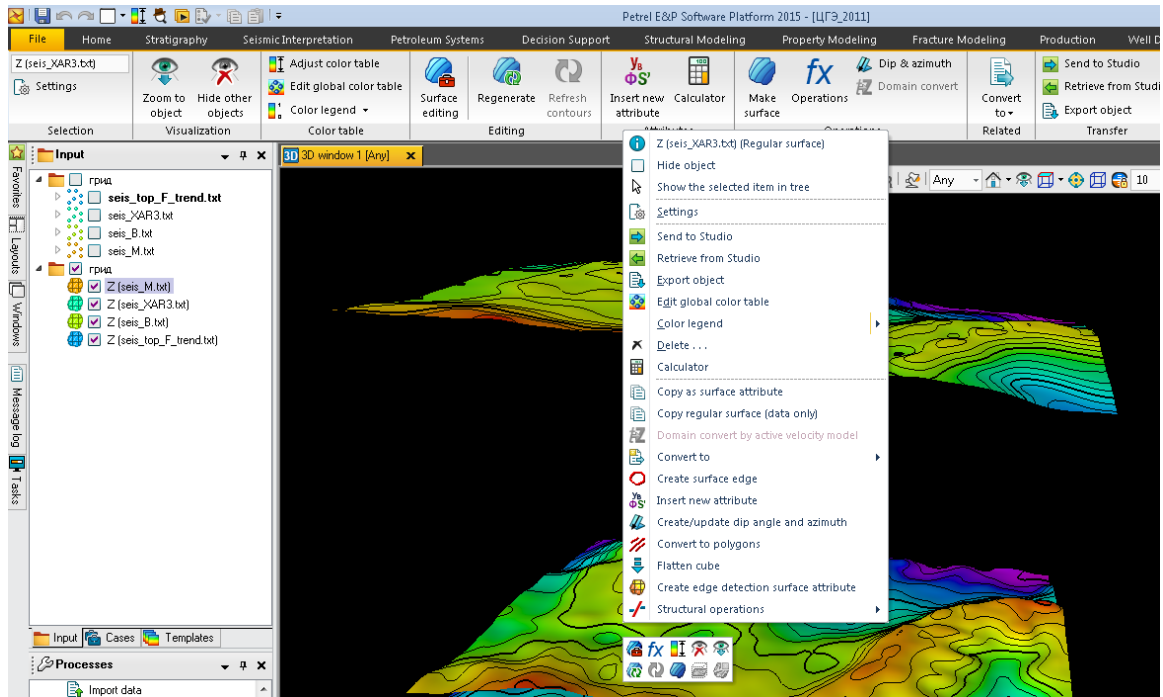 Petrel E&P Software Platform 2015 - [ЦГЭ_2011]
File Home Stratigraphy Seismic Interpretation Petroleum Systems Decision Support Structural Modeling Property Modeling Fracture Modeling Production Well D
Z (seis_XAR3.txt)
Settings
Selection
Zoom to object
Hide other objects
Visualization
Adjust color table
Edit global color table
Color legend
Color table
Surface editing
Regenerate
Refresh contours
Editing
Insert new attribute
Calculator
Attributes
Make surface
Operations
Dip & azimuth
Domain convert
Operations
Convert to
Related
Send to Studio
Retrieve from Studi
Export object
Transfer
Favorites
Layouts
Windows
Message log
Tasks
Input
грид
seis_top_F_trend.txt
seis_XAR3.txt
seis_B.txt
seis_M.txt
грид
Z (seis_M.txt)
Z (seis_XAR3.txt)
Z (seis_B.txt)
Z (seis_top_F_trend.txt)
Input Cases Templates
Processes
Import data
3D 3D window 1 [Any]
Any
10
Z (seis_XAR3.txt) (Regular surface)
Hide object
Show the selected item in tree
Settings
Send to Studio
Retrieve from Studio
Export object
Edit global color table
Color legend
Delete . . .
Calculator
Copy as surface attribute
Copy regular surface (data only)
Domain convert by active velocity model
Convert to
Create surface edge
Insert new attribute
Create/update dip angle and azimuth
Convert to polygons
Flatten cube
Create edge detection surface attribute
Structural operations